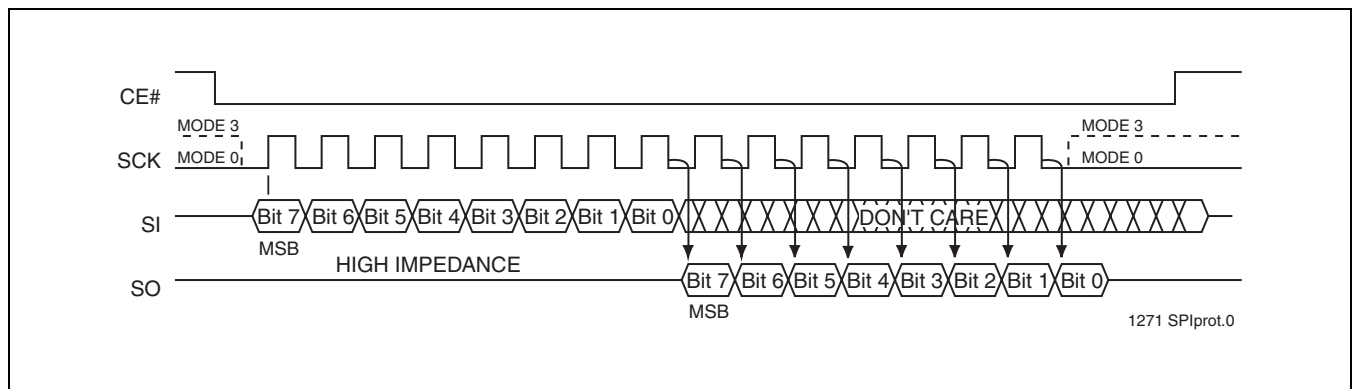 CE#
MODE 3 MODE 3
SCK MODE 0 MODE 0
SI Bit 7 Bit 6 Bit 5 Bit 4 Bit 3 Bit 2 Bit 1 Bit 0 DON'T CARE
MSB
HIGH IMPEDANCE
SO Bit 7 Bit 6 Bit 5 Bit 4 Bit 3 Bit 2 Bit 1 Bit 0
MSB
1271 SPIprot.0